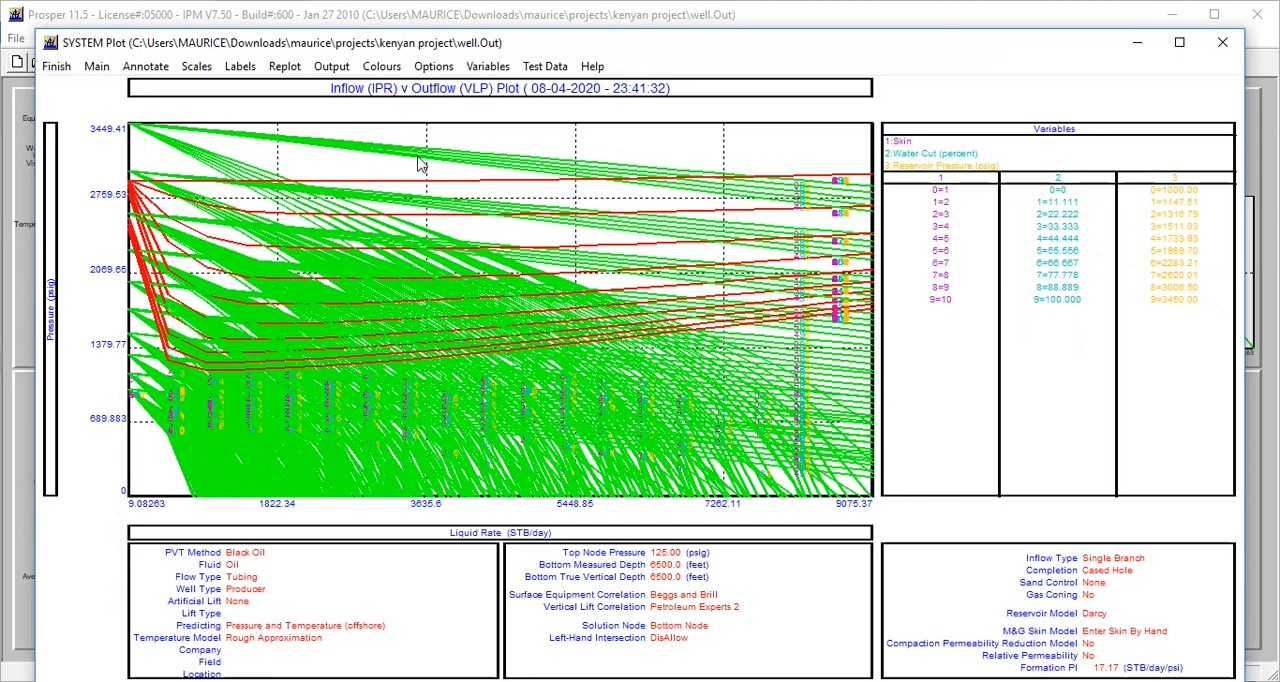 Prosper 11.5 - License#:05000 - IPM V7.50 - Build#:600 - Jan 27 2010 (C:\Users\MAURICE\Downloads\maurice\projects\kenyan project\well.Out)
File
SYSTEM Plot (C:\Users\MAURICE\Downloads\maurice\projects\kenyan project\well.Out)
Finish Main Annotate Scales Labels Replot Output Colours Options Variables Test Data Help
Inflow (IPR) v Outflow (VLP) Plot ( 08-04-2020 - 23:41:32)
3449.41
2759.53
2069.65
1379.77
689.883
0
Pressure (psig)
9.08263 1822.34 3635.6 5448.85 7262.11 9075.37
Liquid Rate (STB/day)
Variables
1:Skin
2:Water Cut (percent)
3:Reservoir Pressure (psig)
1 2 3
0=1 0=0 0=1000.00
1=2 1=11.111 1=1147.51
2=3 2=22.222 2=1316.79
3=4 3=33.333 3=1511.03
4=5 4=44.444 4=1733.93
5=6 5=55.556 5=1989.70
6=7 6=66.667 6=2283.21
7=8 7=77.778 7=2620.01
8=9 8=88.889 8=3006.50
9=10 9=100.000 9=3450.00
PVT Method Black Oil
Fluid Oil
Flow Type Tubing
Well Type Producer
Artificial Lift None
Lift Type
Predicting Pressure and Temperature (offshore)
Temperature Model Rough Approximation
Company
Field
Location
Top Node Pressure 125.00 (psig)
Bottom Measured Depth 6500.0 (feet)
Bottom True Vertical Depth 6500.0 (feet)
Surface Equipment Correlation Beggs and Brill
Vertical Lift Correlation Petroleum Experts 2
Solution Node Bottom Node
Left-Hand Intersection DisAllow
Inflow Type Single Branch
Completion Cased Hole
Sand Control None
Gas Coning No
Reservoir Model Darcy
M&G Skin Model Enter Skin By Hand
Compaction Permeability Reduction Model No
Relative Permeability No
Formation PI 17.17 (STB/day/psi)